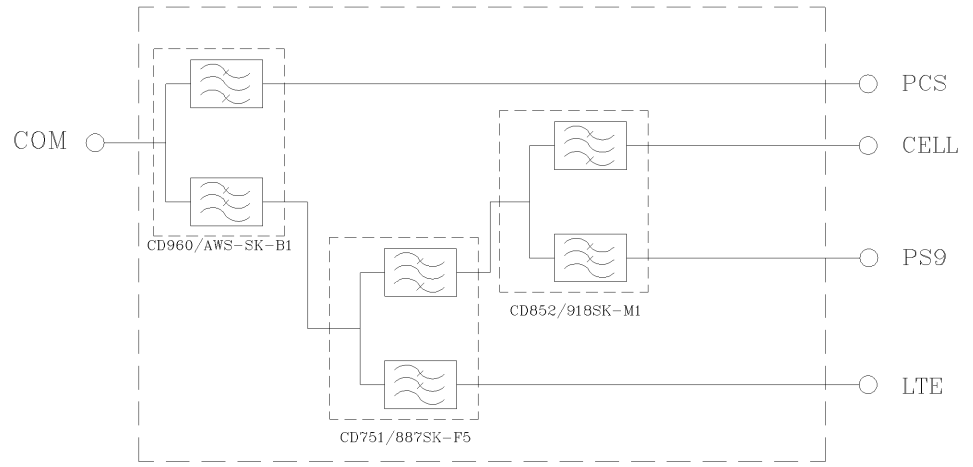 PCS
COM
CELL
CD960/AWS-SK-B1
PS9
CD852/918SK-M1
LTE
CD751/887SK-F5